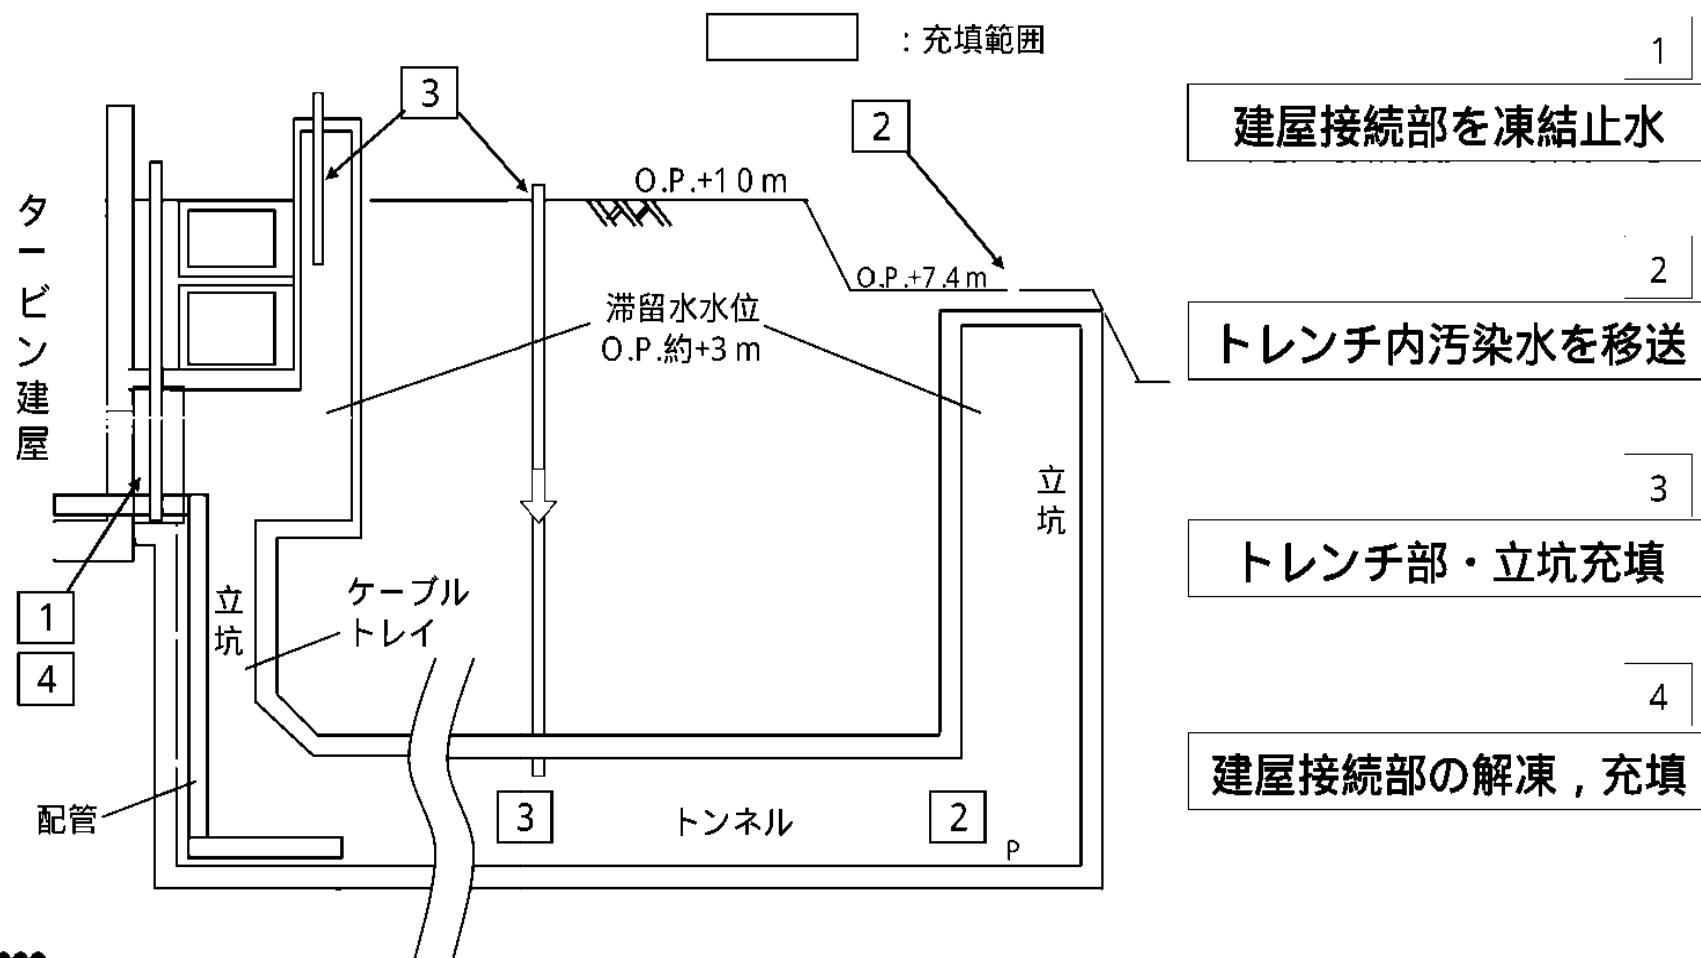 ：充填範囲
3
2
O.P.+10m
O.P.+7.4m
滞留水水位
O.P.約+3m
タービン建屋
立坑
1
4
立坑
ケーブル
トレイ
配管
3
トンネル
2
P
1
建屋接続部を凍結止水
2
トレンチ内汚染水を移送
3
トレンチ部・立坑充填
4
建屋接続部の解凍，充填